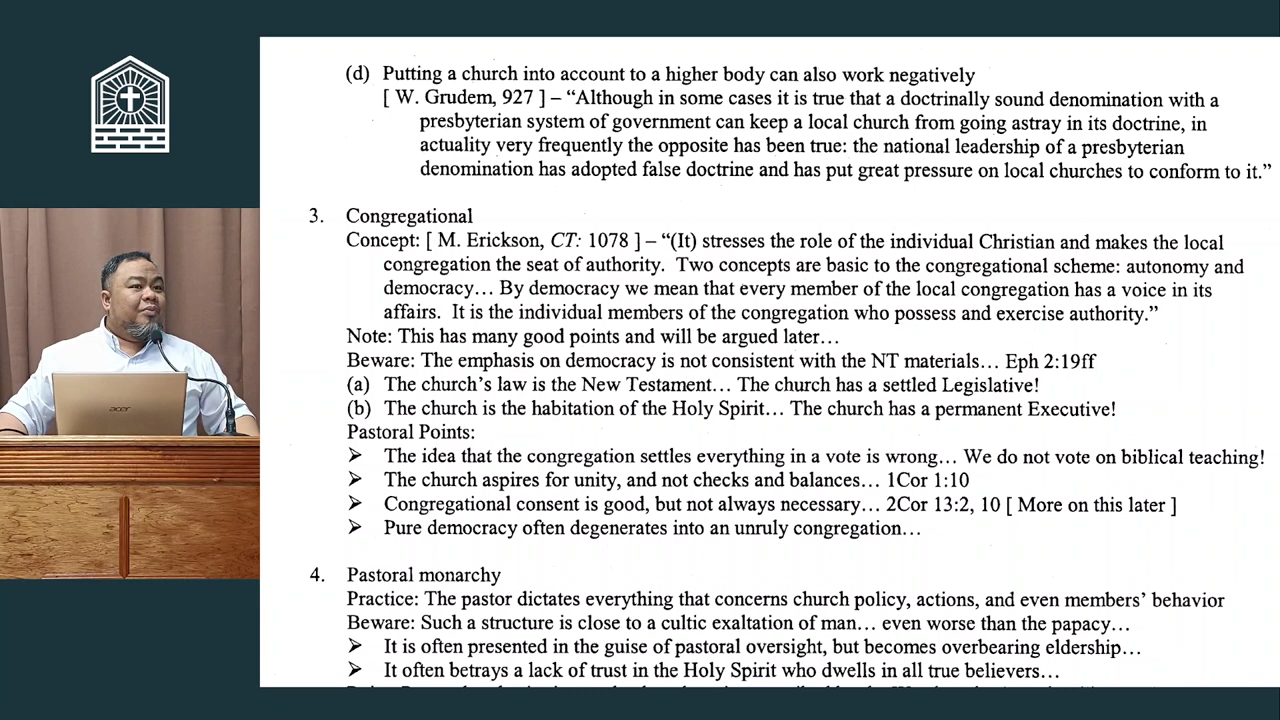 (d) Putting a church into account to a higher body can also work negatively
[ W. Grudem, 927 ] – “Although in some cases it is true that a doctrinally sound denomination with a
presbyterian system of government can keep a local church from going astray in its doctrine, in
actuality very frequently the opposite has been true: the national leadership of a presbyterian
denomination has adopted false doctrine and has put great pressure on local churches to conform to it.”
3. Congregational
Concept: [ M. Erickson, CT: 1078 ] – “(It) stresses the role of the individual Christian and makes the local
congregation the seat of authority. Two concepts are basic to the congregational scheme: autonomy and
democracy… By democracy we mean that every member of the local congregation has a voice in its
affairs. It is the individual members of the congregation who possess and exercise authority.”
Note: This has many good points and will be argued later…
Beware: The emphasis on democracy is not consistent with the NT materials… Eph 2:19ff
(a) The church’s law is the New Testament… The church has a settled Legislative!
(b) The church is the habitation of the Holy Spirit… The church has a permanent Executive!
Pastoral Points:
➢ The idea that the congregation settles everything in a vote is wrong… We do not vote on biblical teaching!
➢ The church aspires for unity, and not checks and balances… 1Cor 1:10
➢ Congregational consent is good, but not always necessary… 2Cor 13:2, 10 [ More on this later ]
➢ Pure democracy often degenerates into an unruly congregation…
4. Pastoral monarchy
Practice: The pastor dictates everything that concerns church policy, actions, and even members’ behavior
Beware: Such a structure is close to a cultic exaltation of man… even worse than the papacy…
➢ It is often presented in the guise of pastoral oversight, but becomes overbearing eldership…
➢ It often betrays a lack of trust in the Holy Spirit who dwells in all true believers…
acer